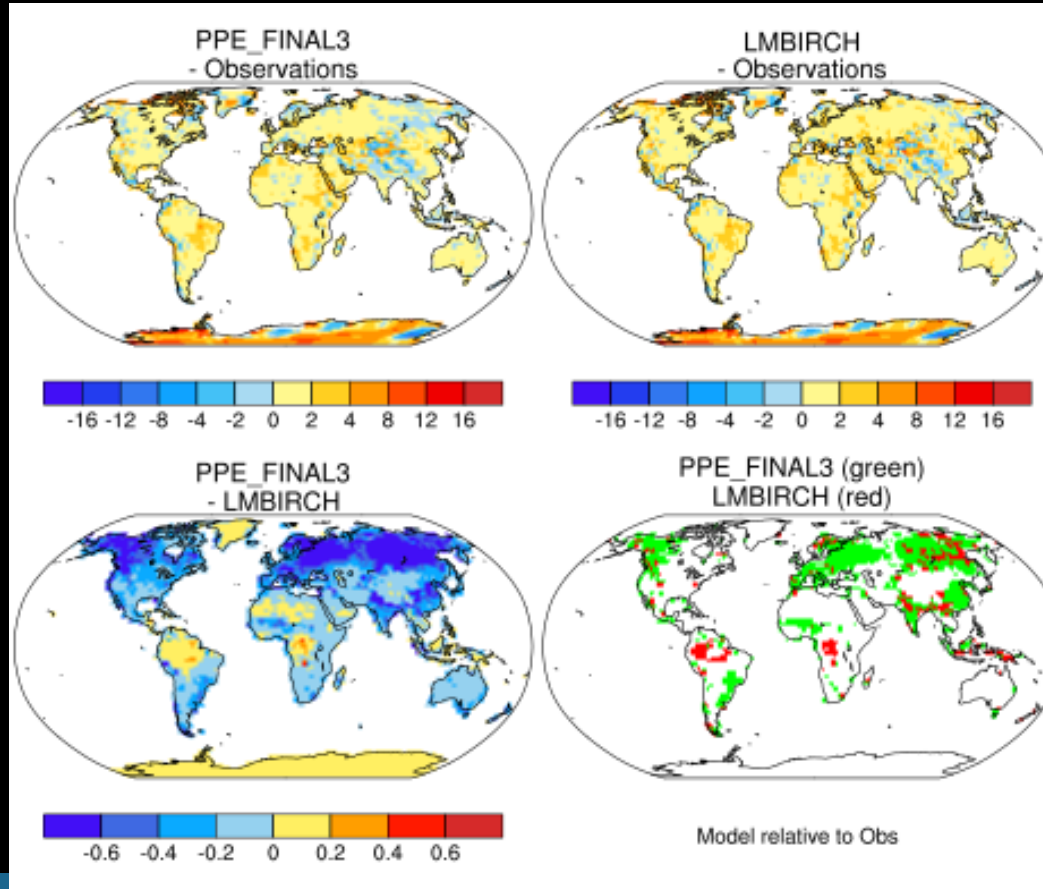 PPE_FINAL3
- Observations
LMBIRCH
- Observations
-16 -12 -8 -4 -2 0 2 4 8 12 16
-16 -12 -8 -4 -2 0 2 4 8 12 16
PPE_FINAL3
- LMBIRCH
PPE_FINAL3 (green)
LMBIRCH (red)
-0.6 -0.4 -0.2 0 0.2 0.4 0.6
Model relative to Obs